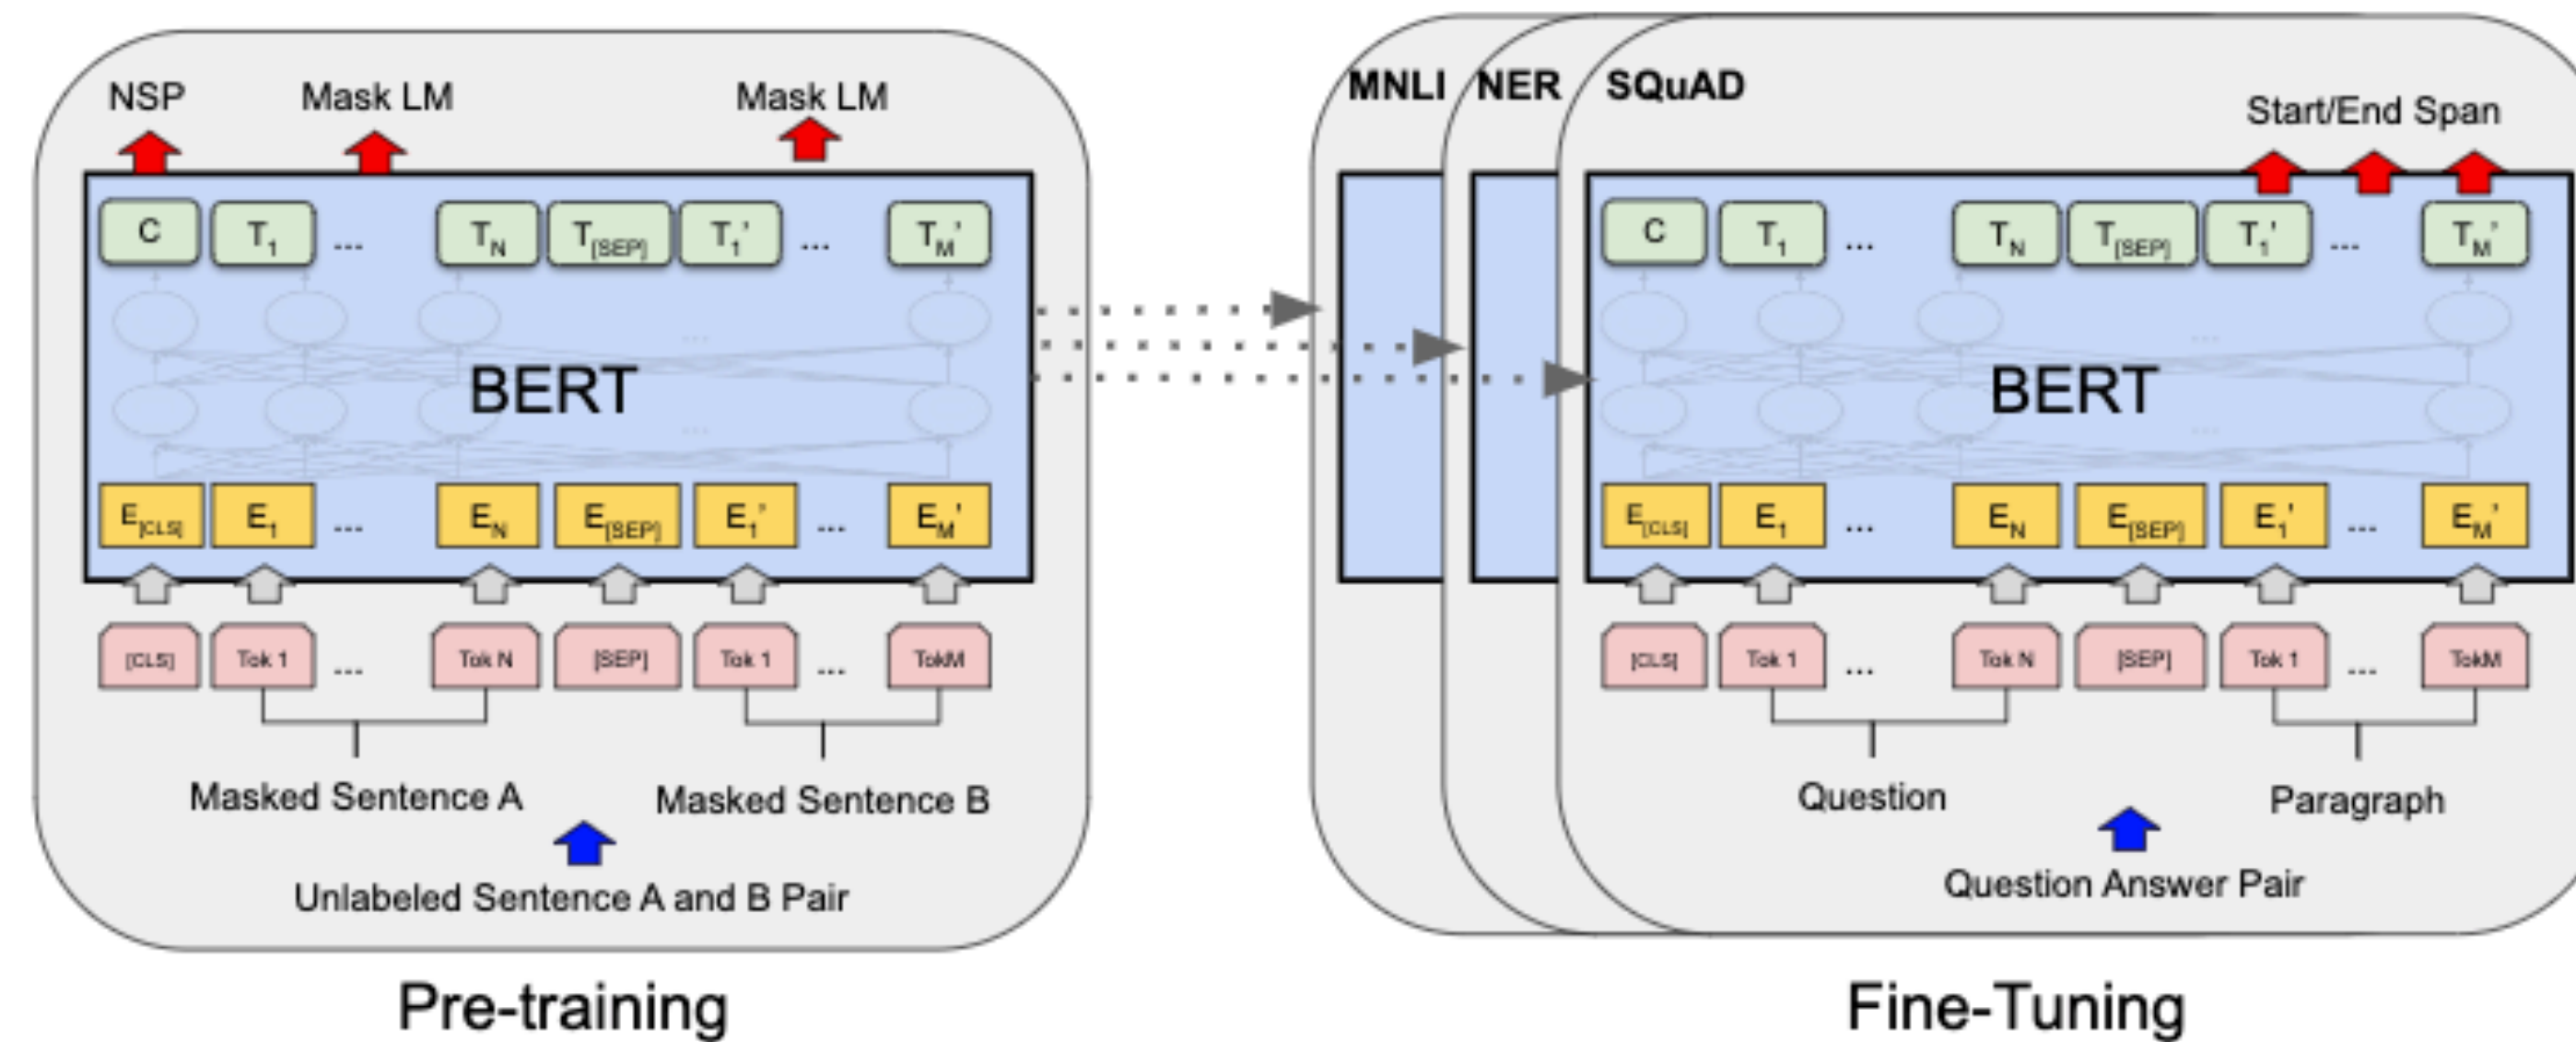 NSP Mask LM Mask LM
C T1 ... TN T[SEP] T1' ... TM'
...
BERT
...
E[CLS] E1 ... EN E[SEP] E1' ... EM'
[CLS] Tok 1 ... Tok N [SEP] Tok 1 ... TokM
Masked Sentence A Masked Sentence B
Unlabeled Sentence A and B Pair
Pre-training
MNLI NER SQuAD
Start/End Span
C T1 ... TN T[SEP] T1' ... TM'
...
BERT
...
E[CLS] E1 ... EN E[SEP] E1' ... EM'
[CLS] Tok 1 ... Tok N [SEP] Tok 1 ... TokM
Question Paragraph
Question Answer Pair
Fine-Tuning